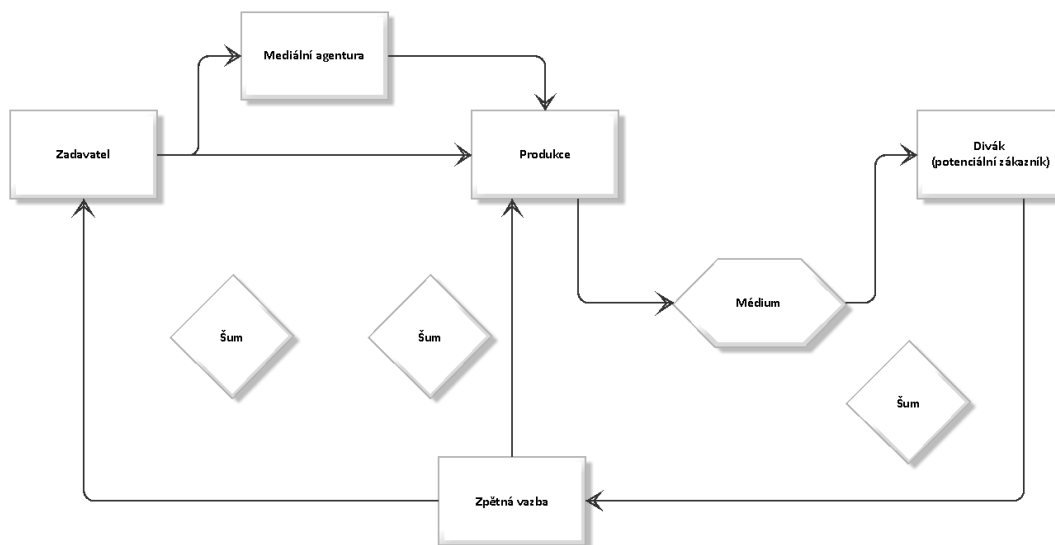 Mediální agentura
Zadavatel
Produkce
Divák
(potenciální zákazník)
Médium
Šum
Šum
Šum
Zpětná vazba